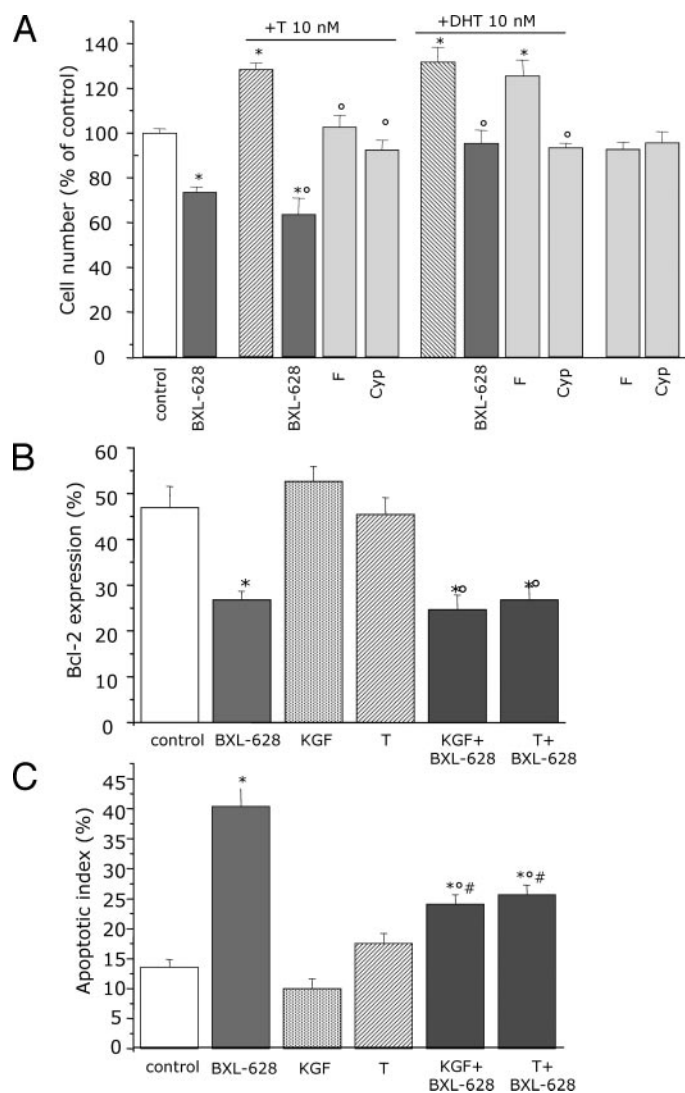 A
+T 10 nM
+DHT 10 nM
Cell number (% of control)
140
120
100
80
60
40
20
0
*
*
*
*°
°
°
*
°
*
°
control
BXL-628
BXL-628
F
Cyp
BXL-628
F
Cyp
F
Cyp
B
Bcl-2 expression (%)
60
50
40
30
20
10
0
*
*°
*°
control
BXL-628
KGF
T
KGF+
BXL-628
T+
BXL-628
C
Apoptotic index (%)
45
40
35
30
25
20
15
10
5
0
*
*°#
*°#
control
BXL-628
KGF
T
KGF+
BXL-628
T+
BXL-628